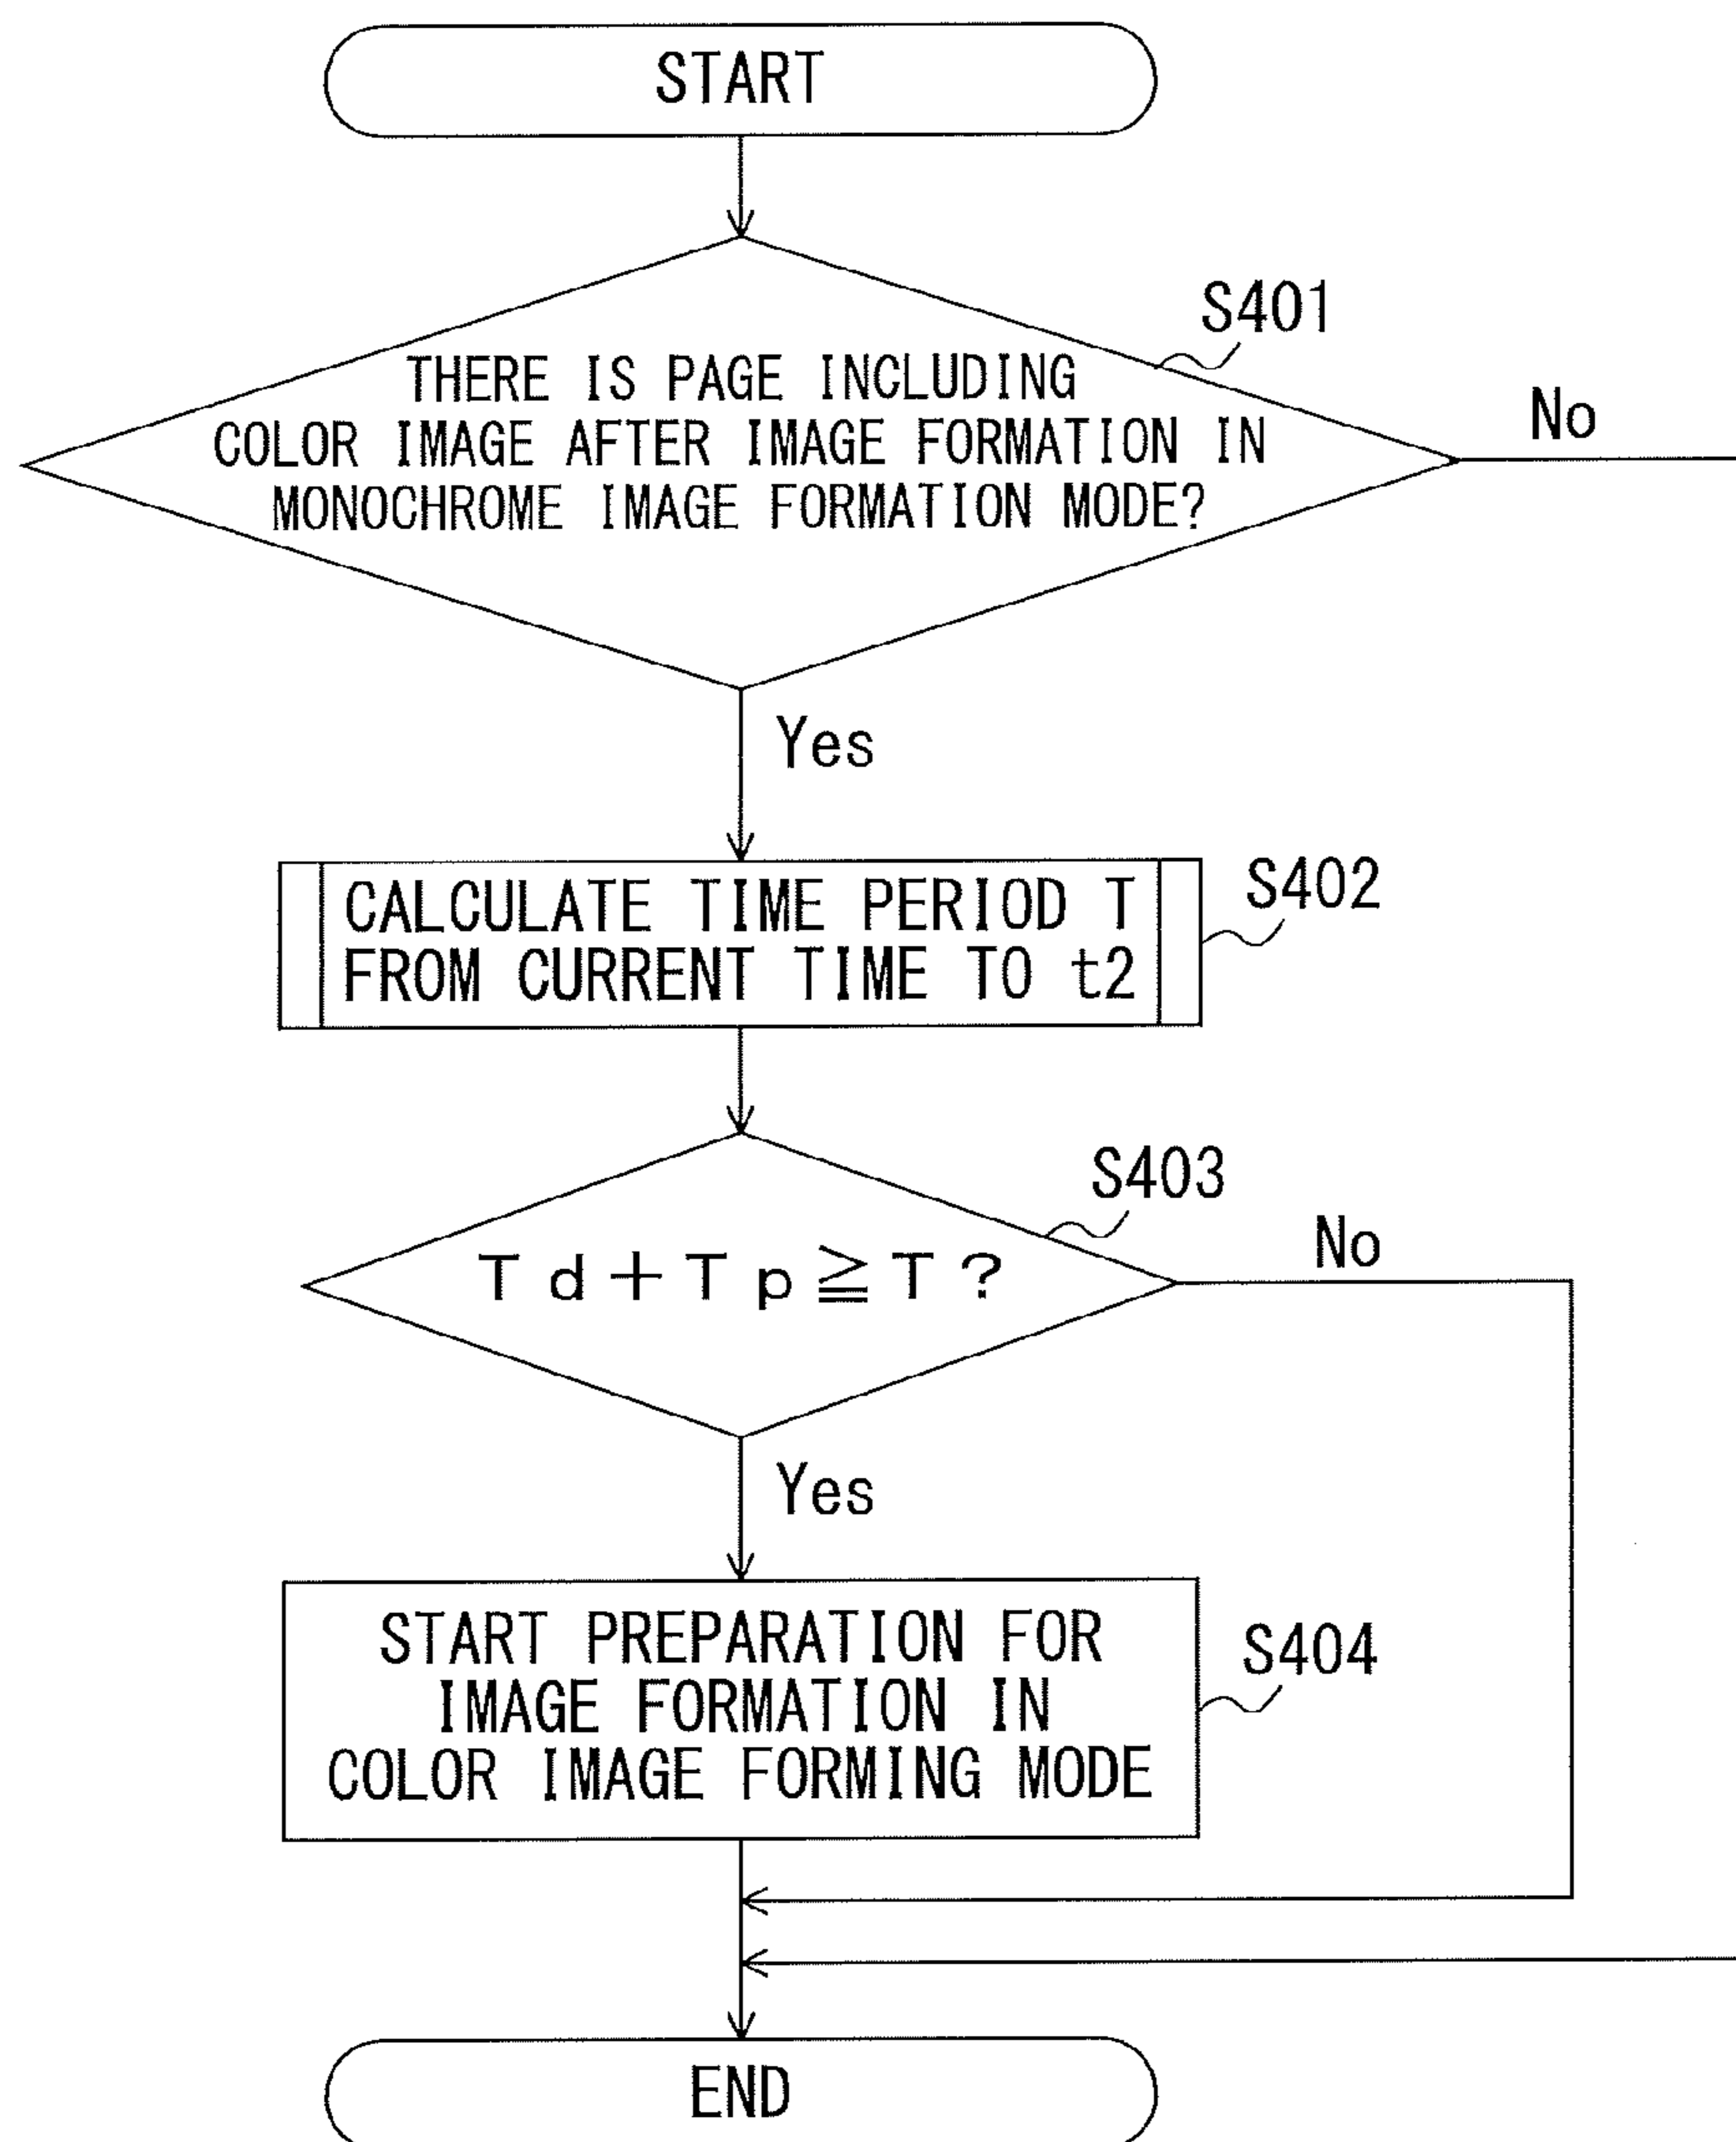 START
S401
THERE IS PAGE INCLUDING
COLOR IMAGE AFTER IMAGE FORMATION IN
MONOCHROME IMAGE FORMATION MODE?
No
Yes
CALCULATE TIME PERIOD T
FROM CURRENT TIME TO t2
S402
S403
Td+Tp≧T?
No
Yes
START PREPARATION FOR
IMAGE FORMATION IN
COLOR IMAGE FORMING MODE
S404
END